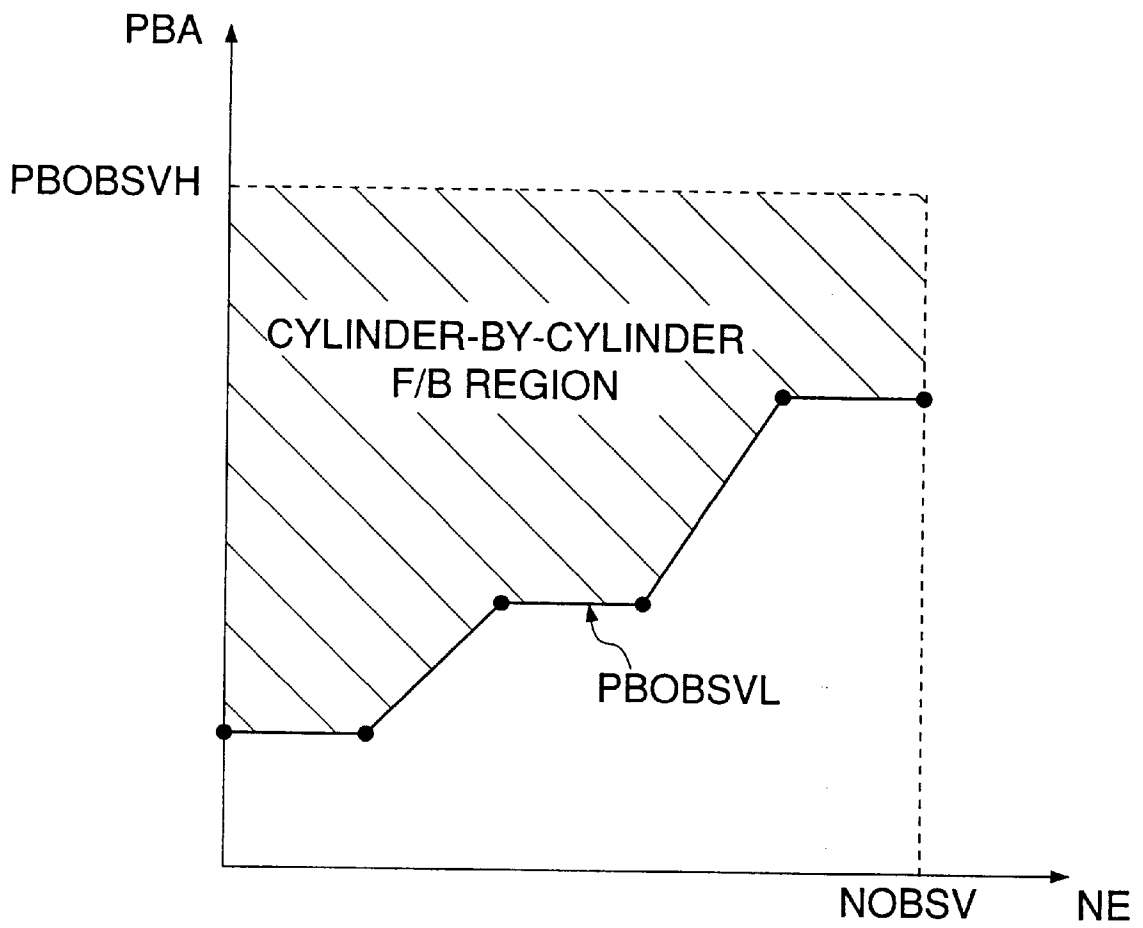 PBA
PBOBSVH
CYLINDER-BY-CYLINDER
F/B REGION
PBOBSVL
NOBSV
NE